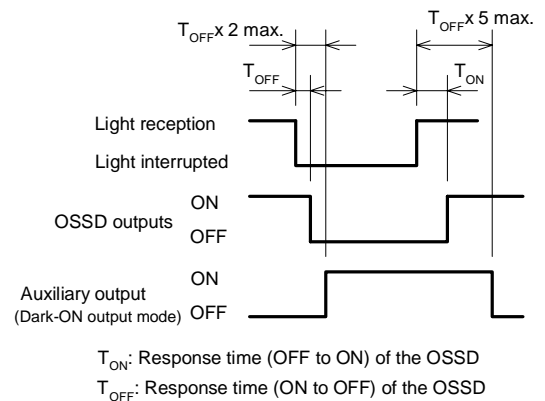 T_OFF x 2 max.
T_OFF x 5 max.
T_OFF
T_ON
Light reception
Light interrupted
ON
OSSD outputs
OFF
ON
Auxiliary output
(Dark-ON output mode) OFF
T_ON: Response time (OFF to ON) of the OSSD
T_OFF: Response time (ON to OFF) of the OSSD